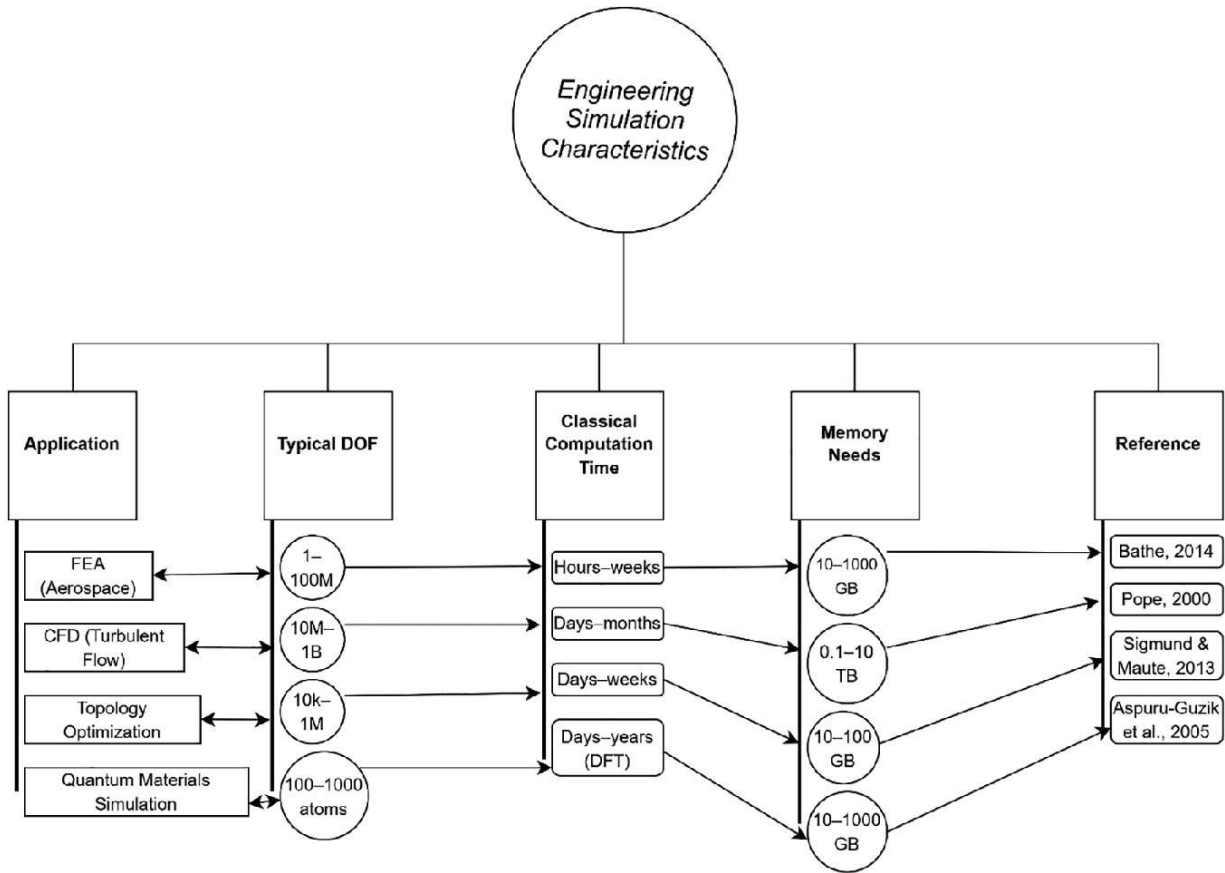 Engineering
Simulation
Characteristics
Application
Typical DOF
Classical
Computation
Time
Memory
Needs
Reference
FEA
(Aerospace)
1–
100M
Hours–weeks
10–1000
GB
Bathe, 2014
CFD (Turbulent
Flow)
10M–
1B
Days–months
0.1–10
TB
Pope, 2000
Topology
Optimization
10k–
1M
Days–weeks
10–100
GB
Sigmund &
Maute, 2013
Quantum Materials
Simulation
100–1000
atoms
Days–years
(DFT)
10–1000
GB
Aspuru-Guzik
et al., 2005